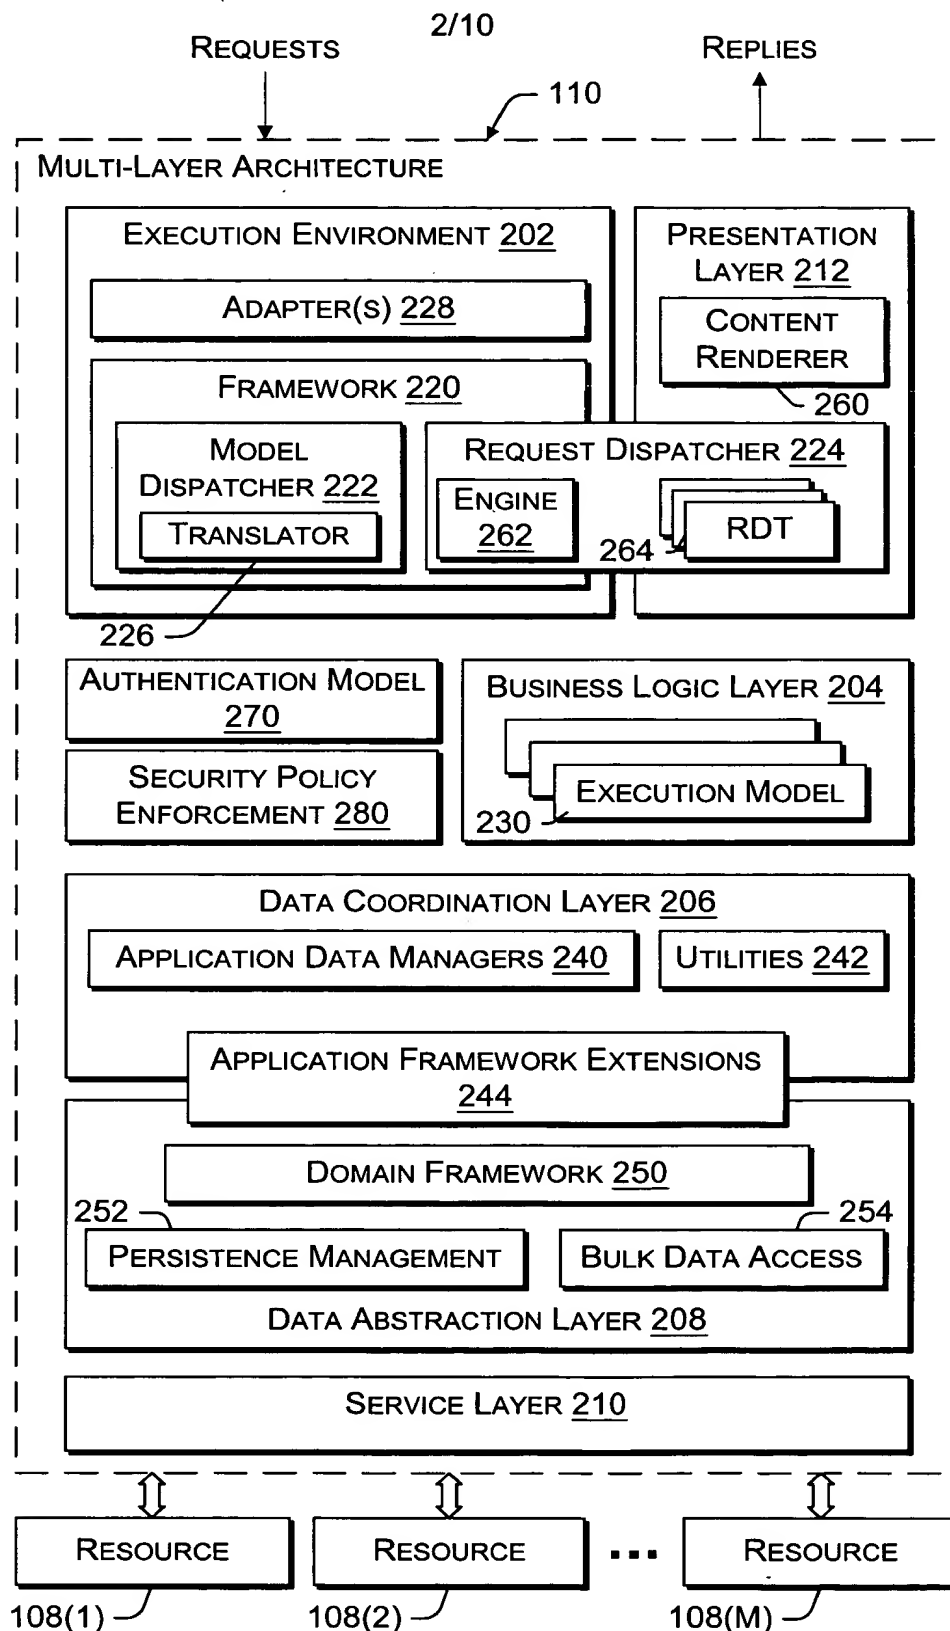 2/10
REQUESTS
REPLIES
110
MULTI-LAYER ARCHITECTURE
EXECUTION ENVIRONMENT 202
ADAPTER(S) 228
FRAMEWORK 220
MODEL
DISPATCHER 222
TRANSLATOR
226
PRESENTATION
LAYER 212
CONTENT
RENDERER
260
REQUEST DISPATCHER 224
ENGINE
262
264
RDT
AUTHENTICATION MODEL
270
SECURITY POLICY
ENFORCEMENT 280
BUSINESS LOGIC LAYER 204
EXECUTION MODEL
230
DATA COORDINATION LAYER 206
APPLICATION DATA MANAGERS 240
UTILITIES 242
APPLICATION FRAMEWORK EXTENSIONS
244
DOMAIN FRAMEWORK 250
252
254
PERSISTENCE MANAGEMENT
BULK DATA ACCESS
DATA ABSTRACTION LAYER 208
SERVICE LAYER 210
RESOURCE
RESOURCE
...
RESOURCE
108(1)
108(2)
108(M)